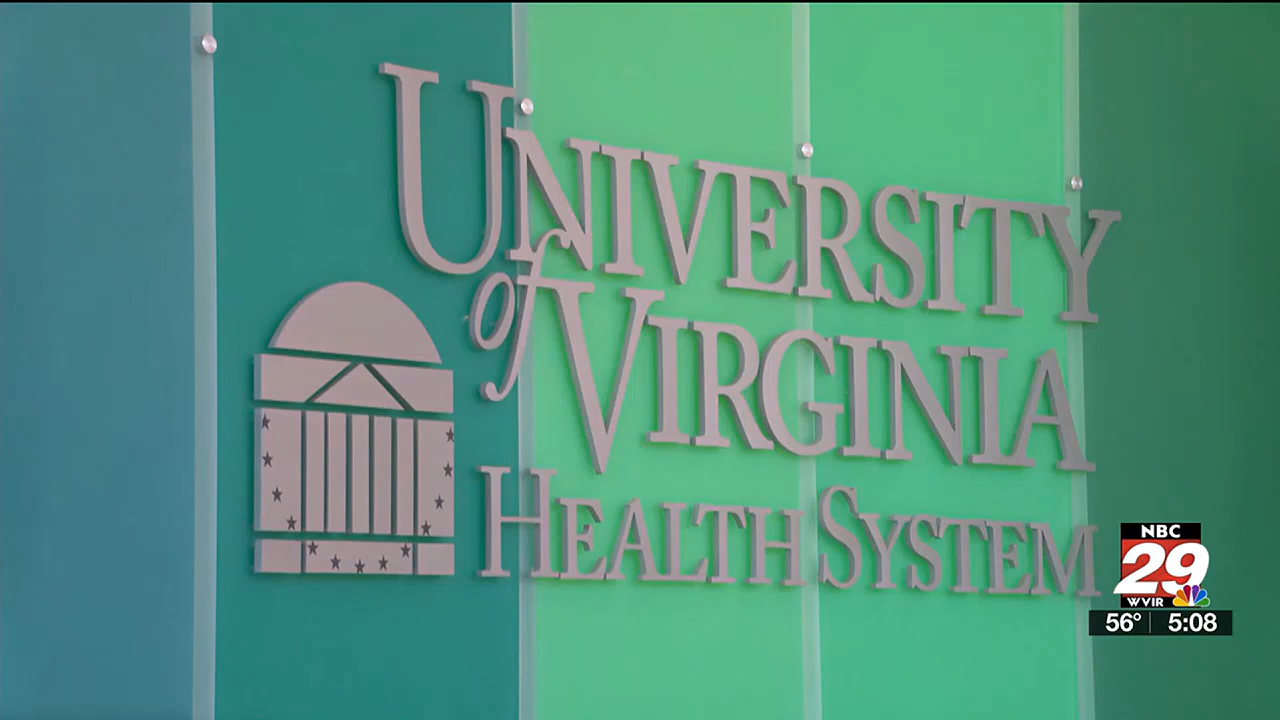 UNIVERSITY
of VIRGINIA
HEALTH SYSTEM
NBC
29
WVIR
56° 5:08